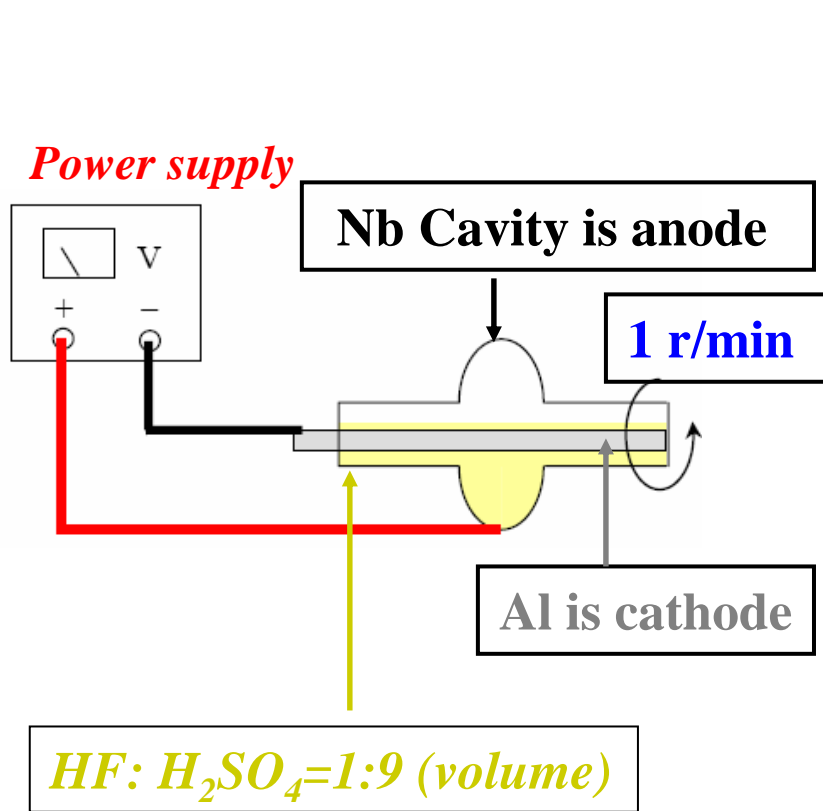 Power supply
Nb Cavity is anode
V
+ −
1 r/min
Al is cathode
HF: H₂SO₄=1:9 (volume)